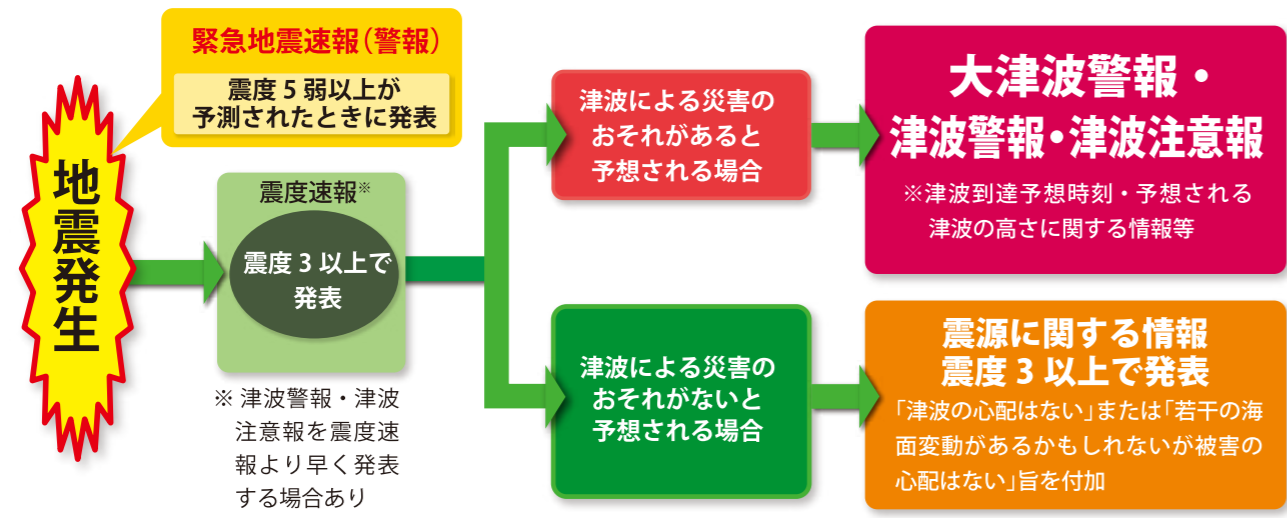 緊急地震速報(警報)
震度 5 弱以上が
予測されたときに発表
地震発生
震度速報※
震度 3 以上で
発表
※ 津波警報・津波
注意報を震度速
報より早く発表
する場合あり
津波による災害の
おそれがあると
予想される場合
大津波警報・
津波警報・津波注意報
※津波到達予想時刻・予想される
津波の高さに関する情報等
津波による災害の
おそれがないと
予想される場合
震源に関する情報
震度 3 以上で発表
「津波の心配はない」または「若干の海
面変動があるかもしれないが被害の
心配はない」旨を付加